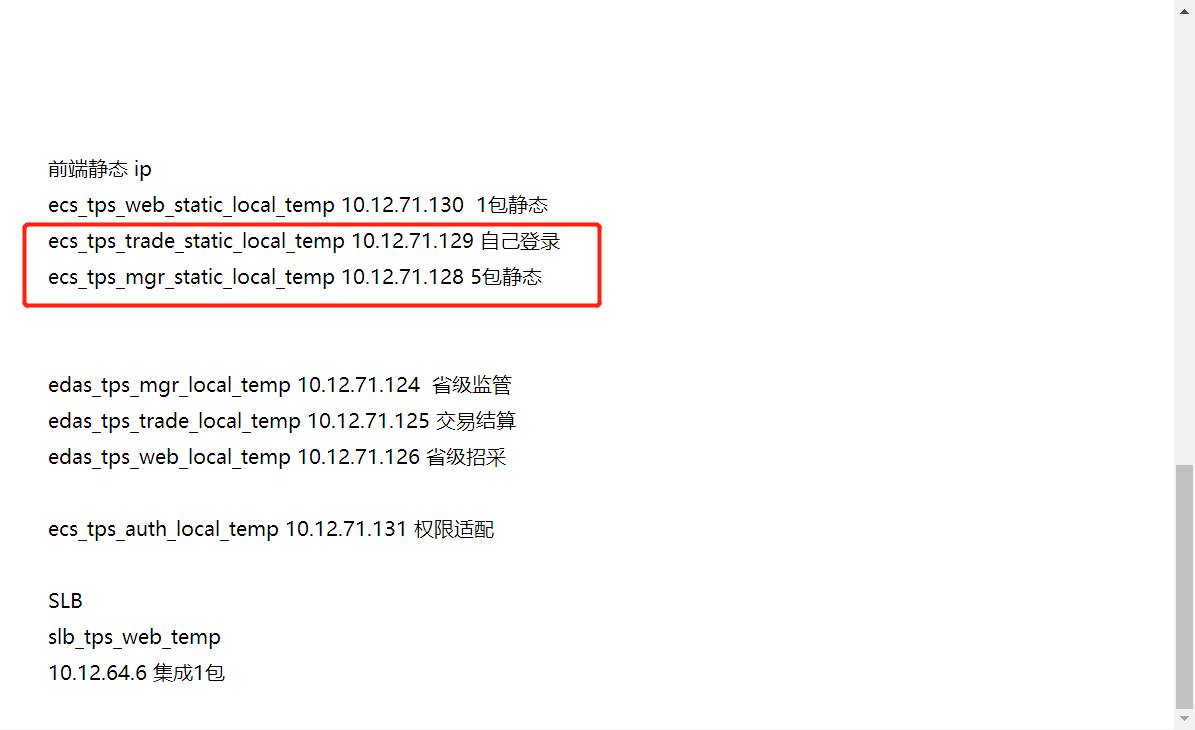 前端静态 ip
ecs_tps_web_static_local_temp 10.12.71.130  1包静态
ecs_tps_trade_static_local_temp 10.12.71.129 自己登录
ecs_tps_mgr_static_local_temp 10.12.71.128 5包静态
edas_tps_mgr_local_temp 10.12.71.124  省级监管
edas_tps_trade_local_temp 10.12.71.125 交易结算
edas_tps_web_local_temp 10.12.71.126 省级招采
ecs_tps_auth_local_temp 10.12.71.131 权限适配
SLB
slb_tps_web_temp
10.12.64.6 集成1包